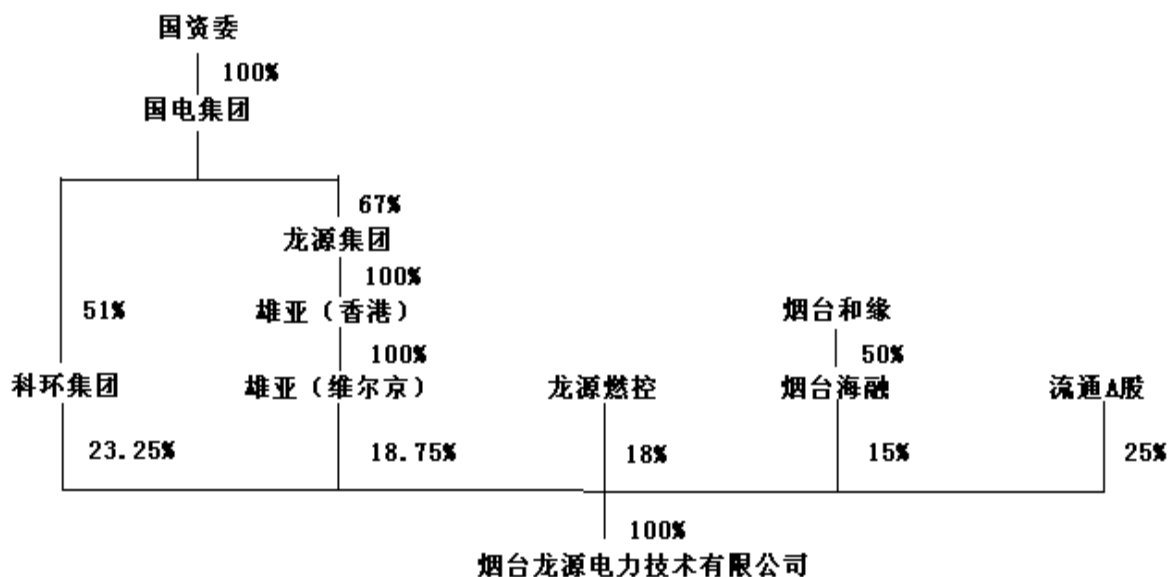 国资委
100%
国电集团
67%
龙源集团
100%
51%
雄亚（香港）
烟台和缘
100%
50%
科环集团
雄亚（维尔京）
龙源燃控
烟台海融
流通A股
23.25%
18.75%
18%
15%
25%
100%
烟台龙源电力技术有限公司